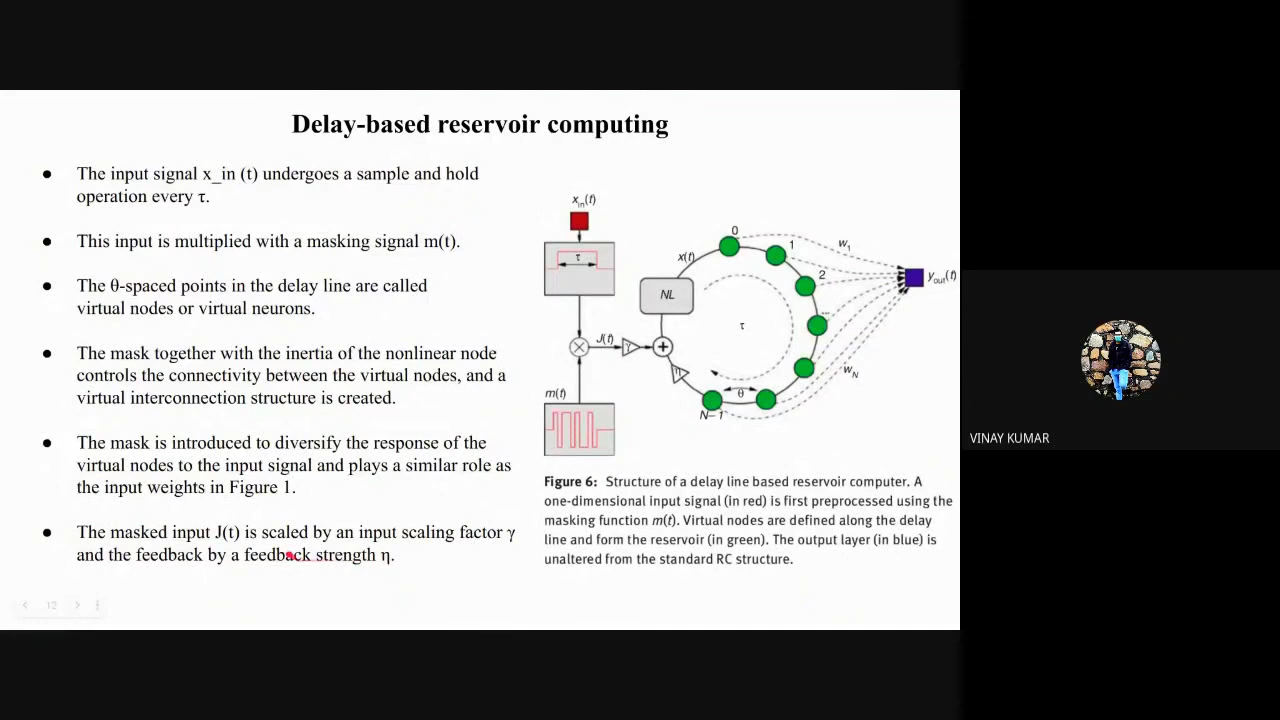 Delay-based reservoir computing
● The input signal x_in (t) undergoes a sample and hold
operation every τ.
● This input is multiplied with a masking signal m(t).
● The θ-spaced points in the delay line are called
virtual nodes or virtual neurons.
● The mask together with the inertia of the nonlinear node
controls the connectivity between the virtual nodes, and a
virtual interconnection structure is created.
● The mask is introduced to diversify the response of the
virtual nodes to the input signal and plays a similar role as
the input weights in Figure 1.
● The masked input J(t) is scaled by an input scaling factor γ
and the feedback by a feedback strength η.
12
xin(t)
τ
J(t)
γ
m(t)
NL
x(t)
η
0
1
2
...
τ
θ
N–1
w1
wN
yout(t)
Figure 6: Structure of a delay line based reservoir computer. A
one-dimensional input signal (in red) is first preprocessed using the
masking function m(t). Virtual nodes are defined along the delay
line and form the reservoir (in green). The output layer (in blue) is
unaltered from the standard RC structure.
VINAY KUMAR